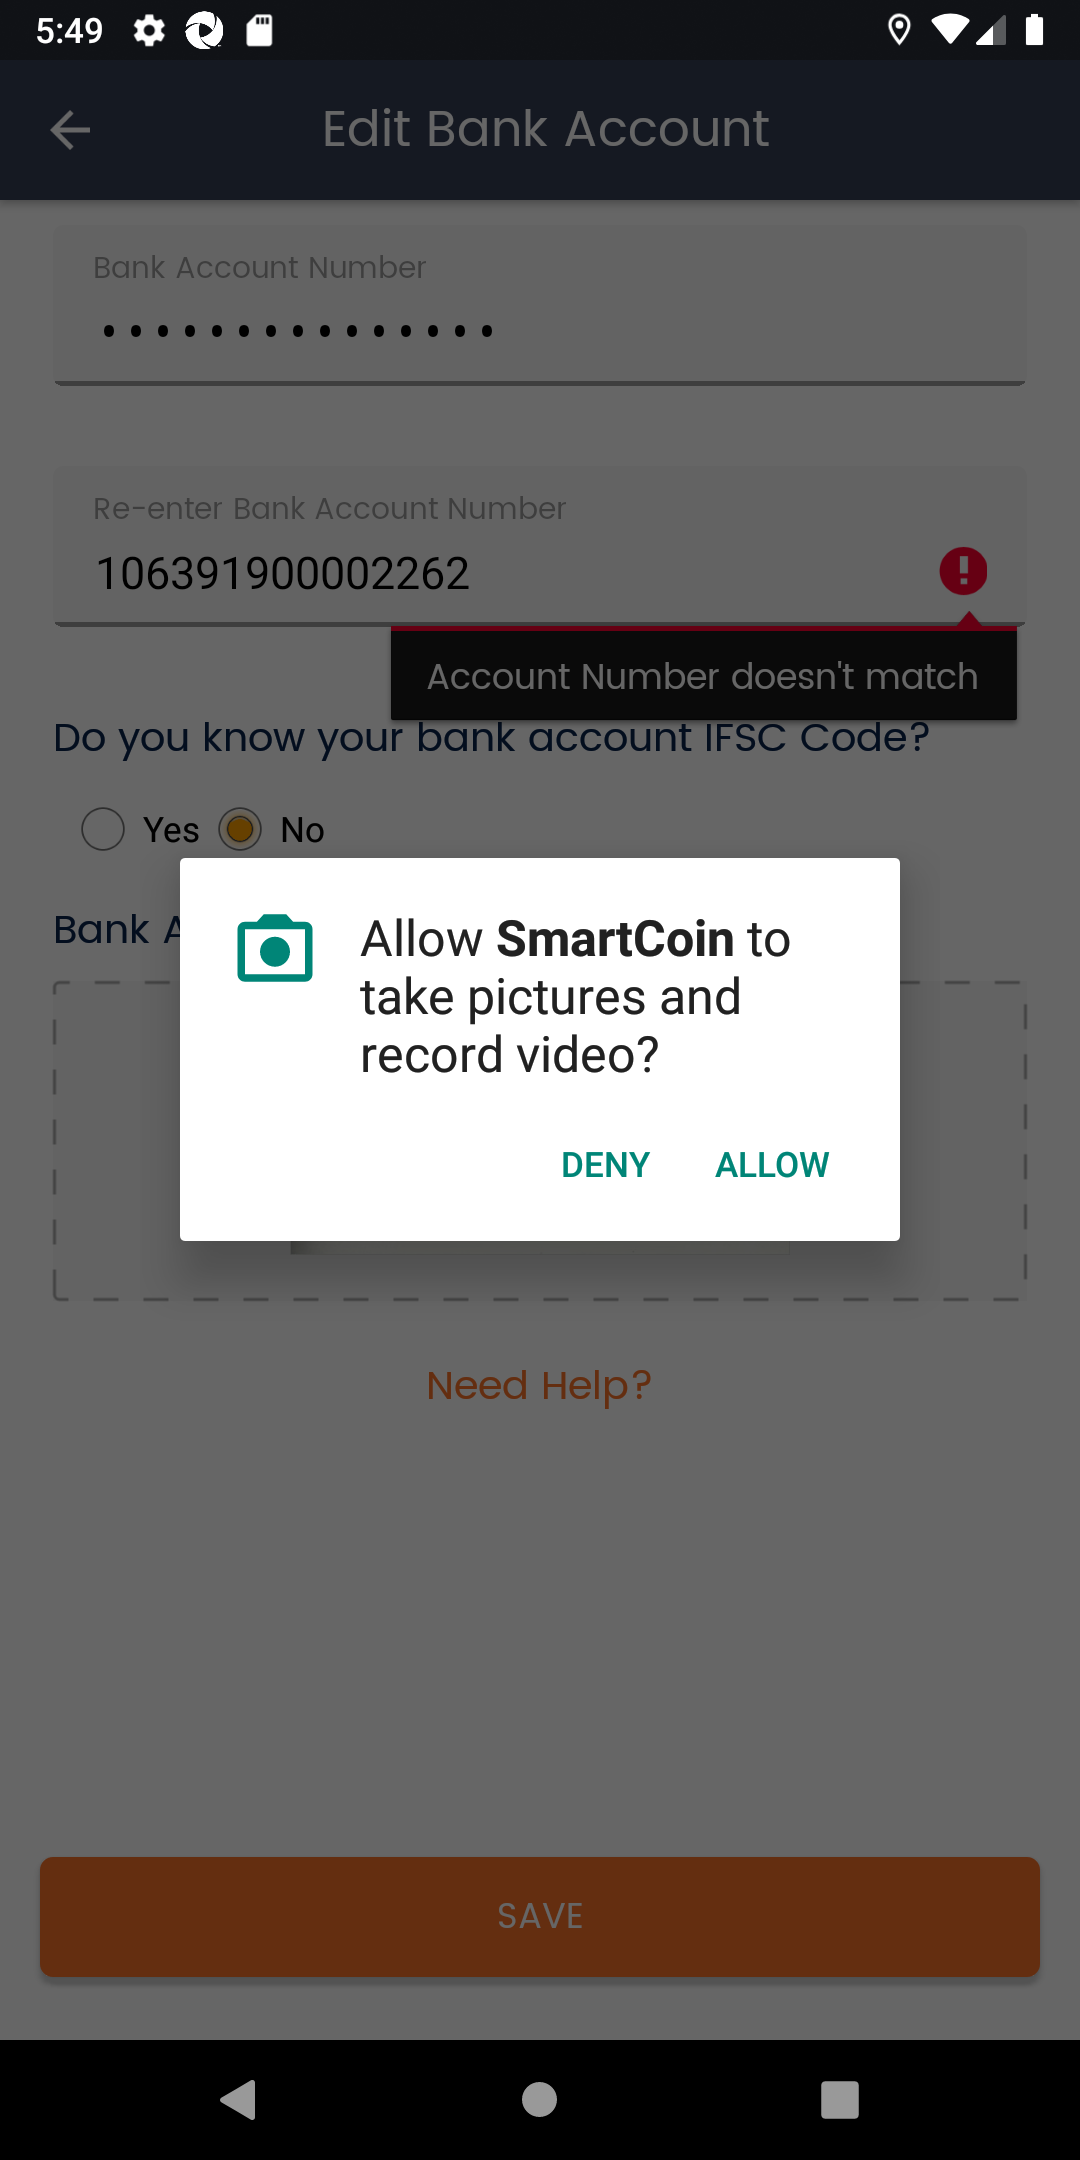 5:49
Edit Bank Account
Bank Account Number
•••••••••••••••
Re-enter Bank Account Number
106391900002262
Account Number doesn't match
Do you know your bank account IFSC Code?
Yes No
Bank A
Allow SmartCoin to
take pictures and
record video?
DENY ALLOW
Need Help?
SAVE